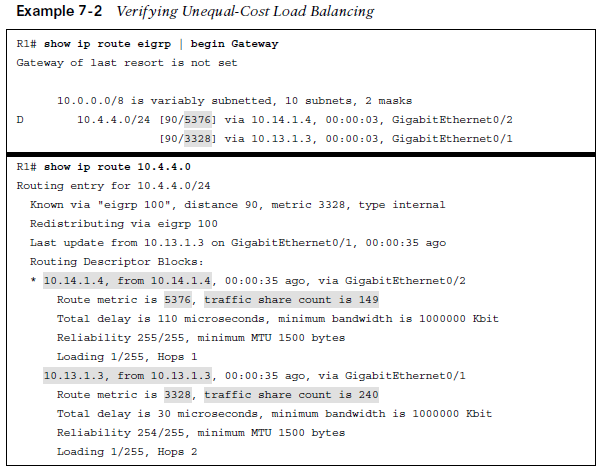 Example 7-2 Verifying Unequal-Cost Load Balancing
R1# show ip route eigrp | begin Gateway
Gateway of last resort is not set
10.0.0.0/8 is variably subnetted, 10 subnets, 2 masks
D 10.4.4.0/24 [90/5376] via 10.14.1.4, 00:00:03, GigabitEthernet0/2
[90/3328] via 10.13.1.3, 00:00:03, GigabitEthernet0/1
R1# show ip route 10.4.4.0
Routing entry for 10.4.4.0/24
Known via "eigrp 100", distance 90, metric 3328, type internal
Redistributing via eigrp 100
Last update from 10.13.1.3 on GigabitEthernet0/1, 00:00:35 ago
Routing Descriptor Blocks:
* 10.14.1.4, from 10.14.1.4, 00:00:35 ago, via GigabitEthernet0/2
Route metric is 5376, traffic share count is 149
Total delay is 110 microseconds, minimum bandwidth is 1000000 Kbit
Reliability 255/255, minimum MTU 1500 bytes
Loading 1/255, Hops 1
10.13.1.3, from 10.13.1.3, 00:00:35 ago, via GigabitEthernet0/1
Route metric is 3328, traffic share count is 240
Total delay is 30 microseconds, minimum bandwidth is 1000000 Kbit
Reliability 254/255, minimum MTU 1500 bytes
Loading 1/255, Hops 2